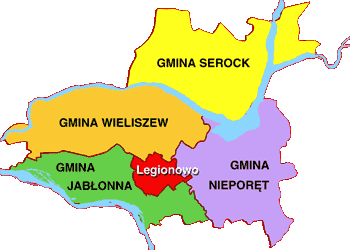 GMINA SEROCK
GMINA WIELISZEW
GMINA
JABŁONNA
Legionowo
GMINA
NIEPORĘT